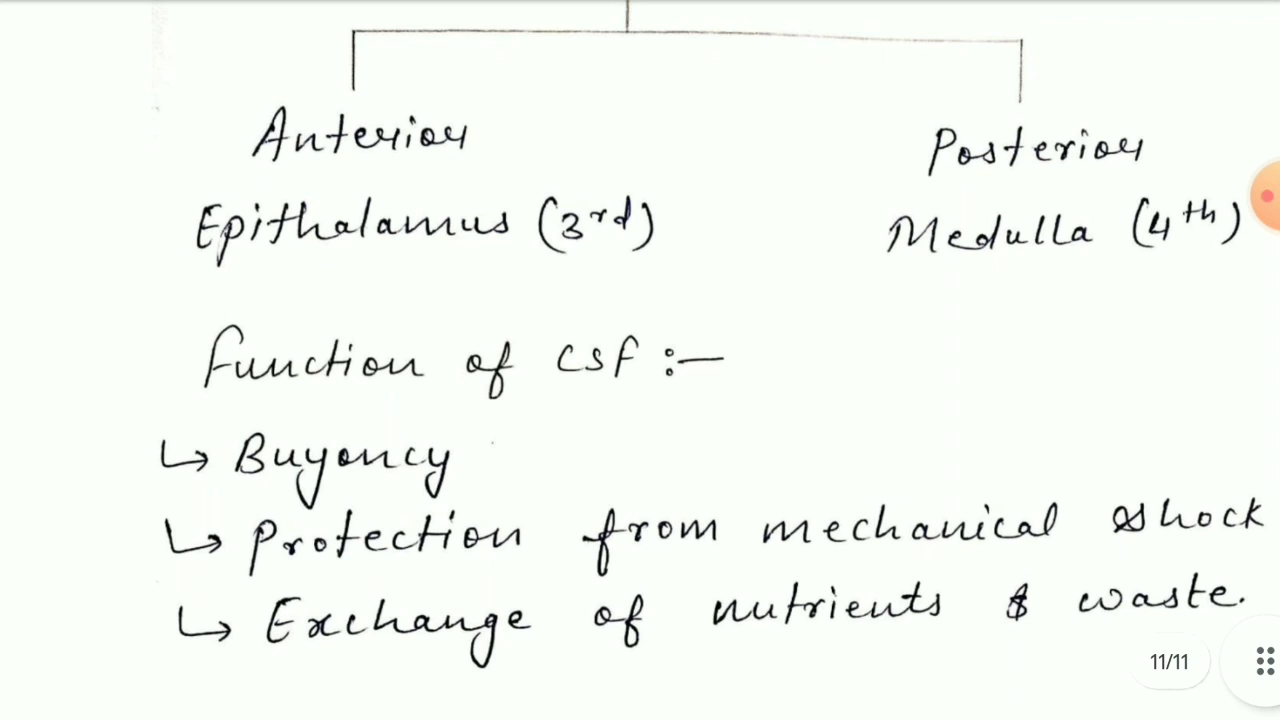 Anterior
Posterior
Epithalamus (3rd)
Medulla (4th)
Function of CSF :—
↳ Buyoncy
↳ Protection from mechanical shock
↳ Exchange of nutrients & waste.
11/11